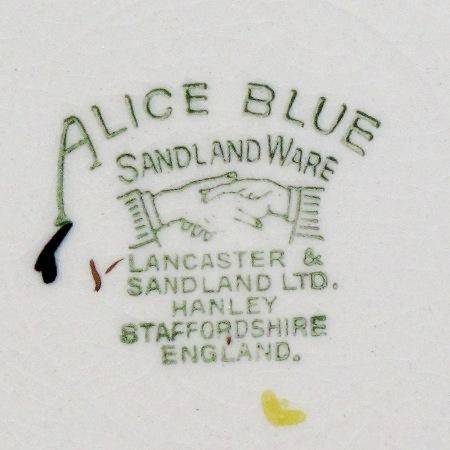 ALICE BLUE
SANDLAND WARE
LANCASTER &
SANDLAND LTD.
HANLEY
STAFFORDSHIRE
ENGLAND.